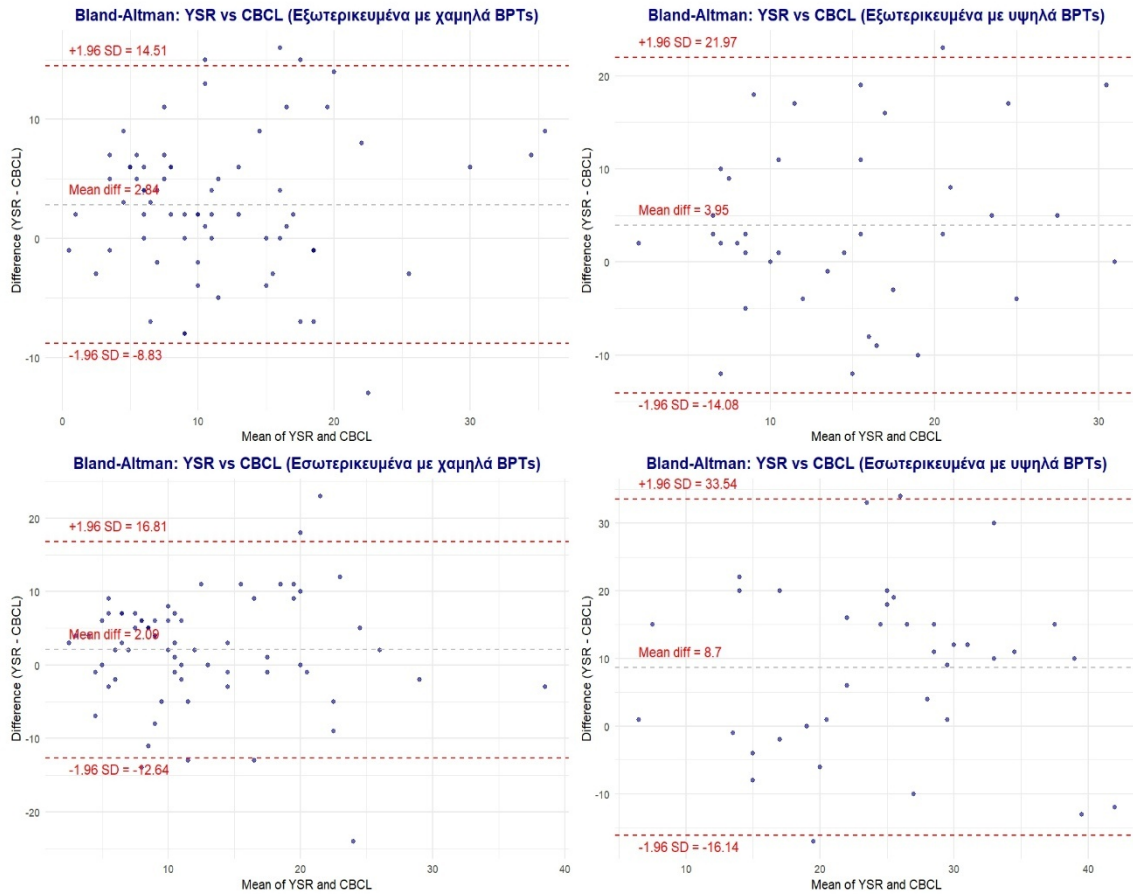 Bland-Altman: YSR vs CBCL (Εξωτερικευμένα με χαμηλά BPTs)
+1.96 SD = 14.51
10
Mean diff = 2.84
0
-1.96 SD = -8.83
-10
Difference (YSR - CBCL)
0 10 20 30
Mean of YSR and CBCL
Bland-Altman: YSR vs CBCL (Εξωτερικευμένα με υψηλά BPTs)
+1.96 SD = 21.97
20
10
Mean diff = 3.95
0
-10
-1.96 SD = -14.08
Difference (YSR - CBCL)
10 20 30
Mean of YSR and CBCL
Bland-Altman: YSR vs CBCL (Εσωτερικευμένα με χαμηλά BPTs)
20
+1.96 SD = 16.81
10
Mean diff = 2.09
0
-10
-1.96 SD = -12.64
-20
Difference (YSR - CBCL)
10 20 30 40
Mean of YSR and CBCL
Bland-Altman: YSR vs CBCL (Εσωτερικευμένα με υψηλά BPTs)
+1.96 SD = 33.54
30
20
10
Mean diff = 8.7
0
-10
-1.96 SD = -16.14
Difference (YSR - CBCL)
10 20 30 40
Mean of YSR and CBCL